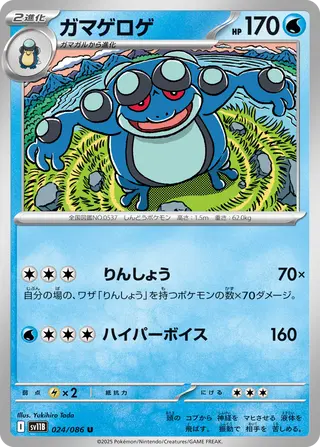 2進化
ガマゲロゲ
HP 170
ガマガルから進化
全国図鑑NO.0537 しんどうポケモン 高さ：1.5m 重さ：62.0kg
りんしょう 70×
自分の場の、ワザ「りんしょう」を持つポケモンの数×70ダメージ。
ハイパーボイス 160
弱点 ×2 抵抗力 にげる
Illus. Yukihiro Tada
I sv11B 024/086 U
©2025 Pokémon/Nintendo/Creatures/GAME FREAK.